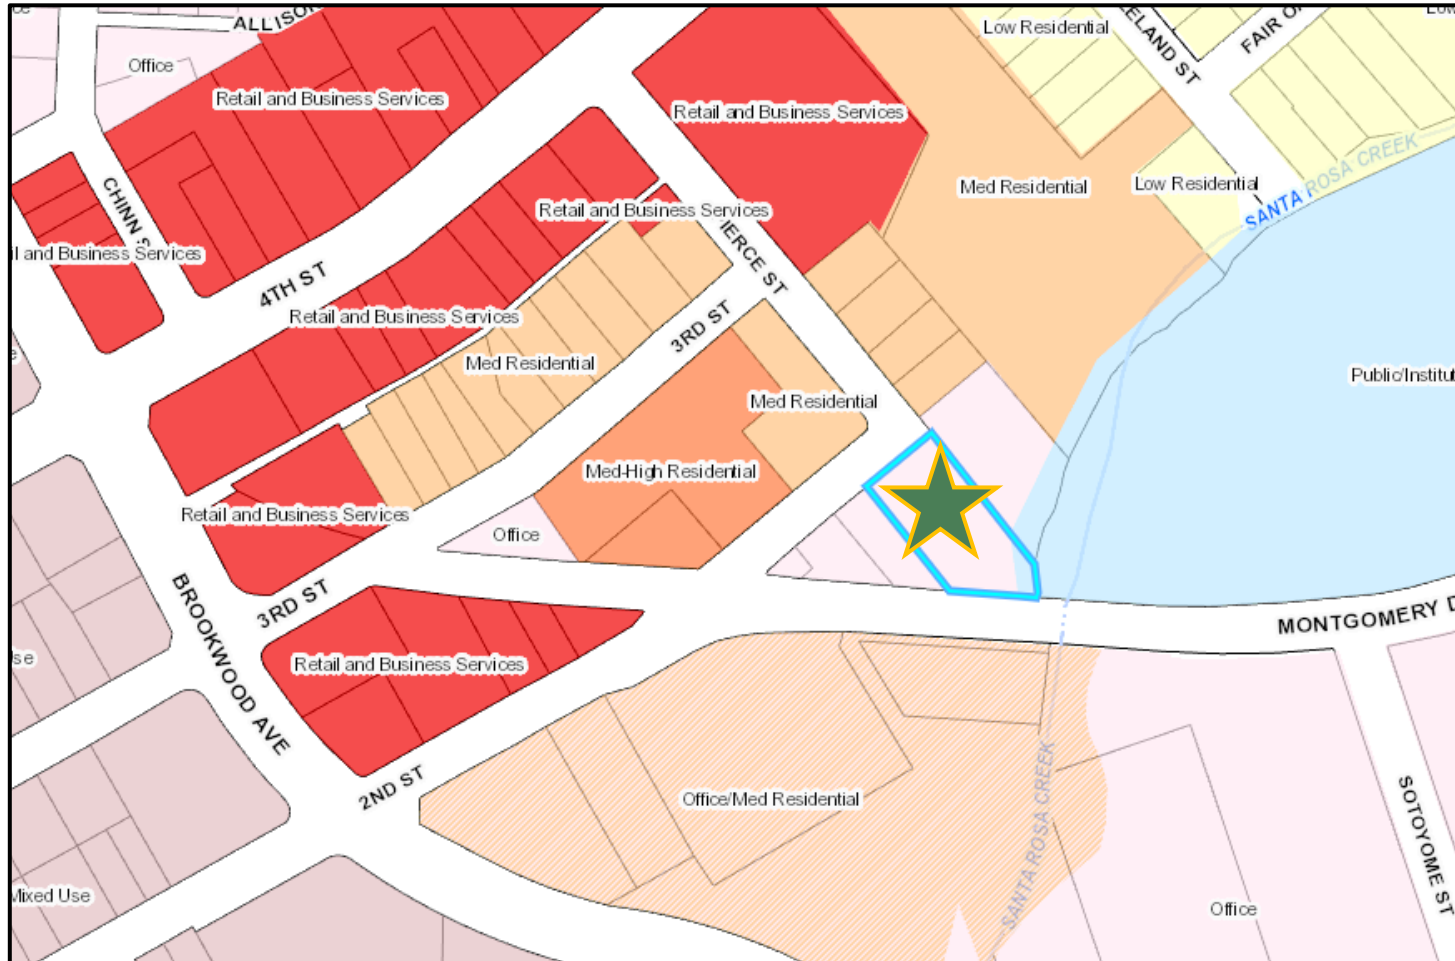 ALLISON
Office
Retail and Business Services
Low Residential
ELAND ST
FAIR O
Retail and Business Services
CHINN S
Med Residential
Low Residential
SANTA ROSA CREEK
Retail and Business Services
il and Business Services
IERCE ST
4TH ST
Retail and Business Services
3RD ST
Med Residential
Public/Institut
Med Residential
Med-High Residential
Retail and Business Services
Office
3RD ST
BROOKWOOD AVE
MONTGOMERY D
se
Retail and Business Services
2ND ST
Office/Med Residential
SANTA ROSA CREEK
SOTOYOME ST
Mixed Use
Office